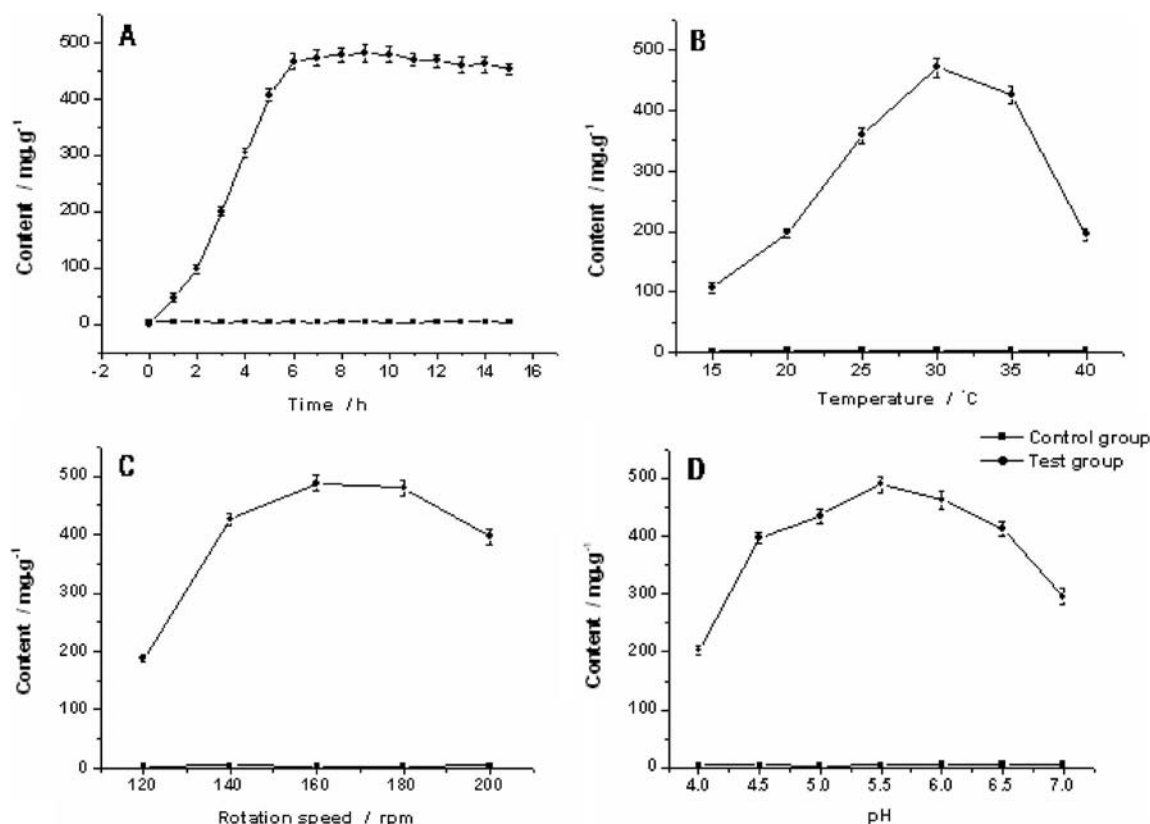 A
500
400
300
200
100
0
Content / mg.g-1
-2 0 2 4 6 8 10 12 14 16
Time / h
B
500
400
300
200
100
0
Content / mg.g-1
15 20 25 30 35 40
Temperature / °C
C
500
400
300
200
100
0
Content / mg.g-1
120 140 160 180 200
Rotation speed / rpm
D
Control group
Test group
500
400
300
200
100
0
Content / mg.g-1
4.0 4.5 5.0 5.5 6.0 6.5 7.0
pH